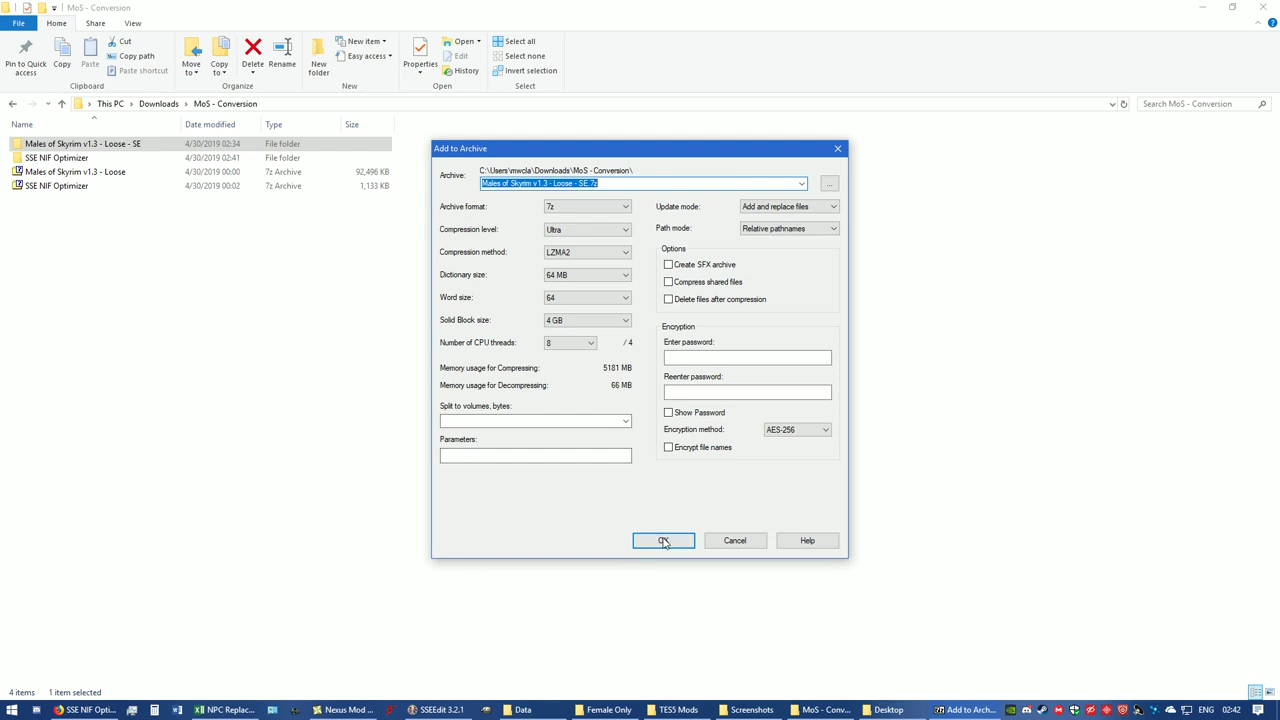 MoS - Conversion
File
Home
Share
View
Pin to Quick access
Copy
Paste
Cut
Copy path
Paste shortcut
Clipboard
Move to
Copy to
Delete
Rename
Organize
New folder
New item
Easy access
New
Properties
Open
Edit
History
Open
Select all
Select none
Invert selection
Select
This PC
Downloads
MoS - Conversion
Search MoS - Conversion
Name
Date modified
Type
Size
Males of Skyrim v1.3 - Loose - SE 4/30/2019 02:34 File folder
SSE NIF Optimizer 4/30/2019 02:41 File folder
Males of Skyrim v1.3 - Loose 4/30/2019 00:00 7z Archive 92,496 KB
SSE NIF Optimizer 4/30/2019 00:02 7z Archive 1,133 KB
Add to Archive
C:\Users\mwcla\Downloads\MoS - Conversion\
Archive: Males of Skyrim v1.3 - Loose - SE.7z
...
Archive format: 7z
Compression level: Ultra
Compression method: LZMA2
Dictionary size: 64 MB
Word size: 64
Solid Block size: 4 GB
Number of CPU threads: 8 / 4
Memory usage for Compressing: 5181 MB
Memory usage for Decompressing: 66 MB
Split to volumes, bytes:
Parameters:
Update mode: Add and replace files
Path mode: Relative pathnames
Options
Create SFX archive
Compress shared files
Delete files after compression
Encryption
Enter password:
Reenter password:
Show Password
Encryption method: AES-256
Encrypt file names
OK
Cancel
Help
4 items 1 item selected
SSE NIF Opti...
NPC Replac...
Nexus Mod ...
SSEEdit 3.2.1
Data
Female Only
TES5 Mods
Screenshots
MoS - Conv...
Desktop
Add to Arch...
ENG
02:42